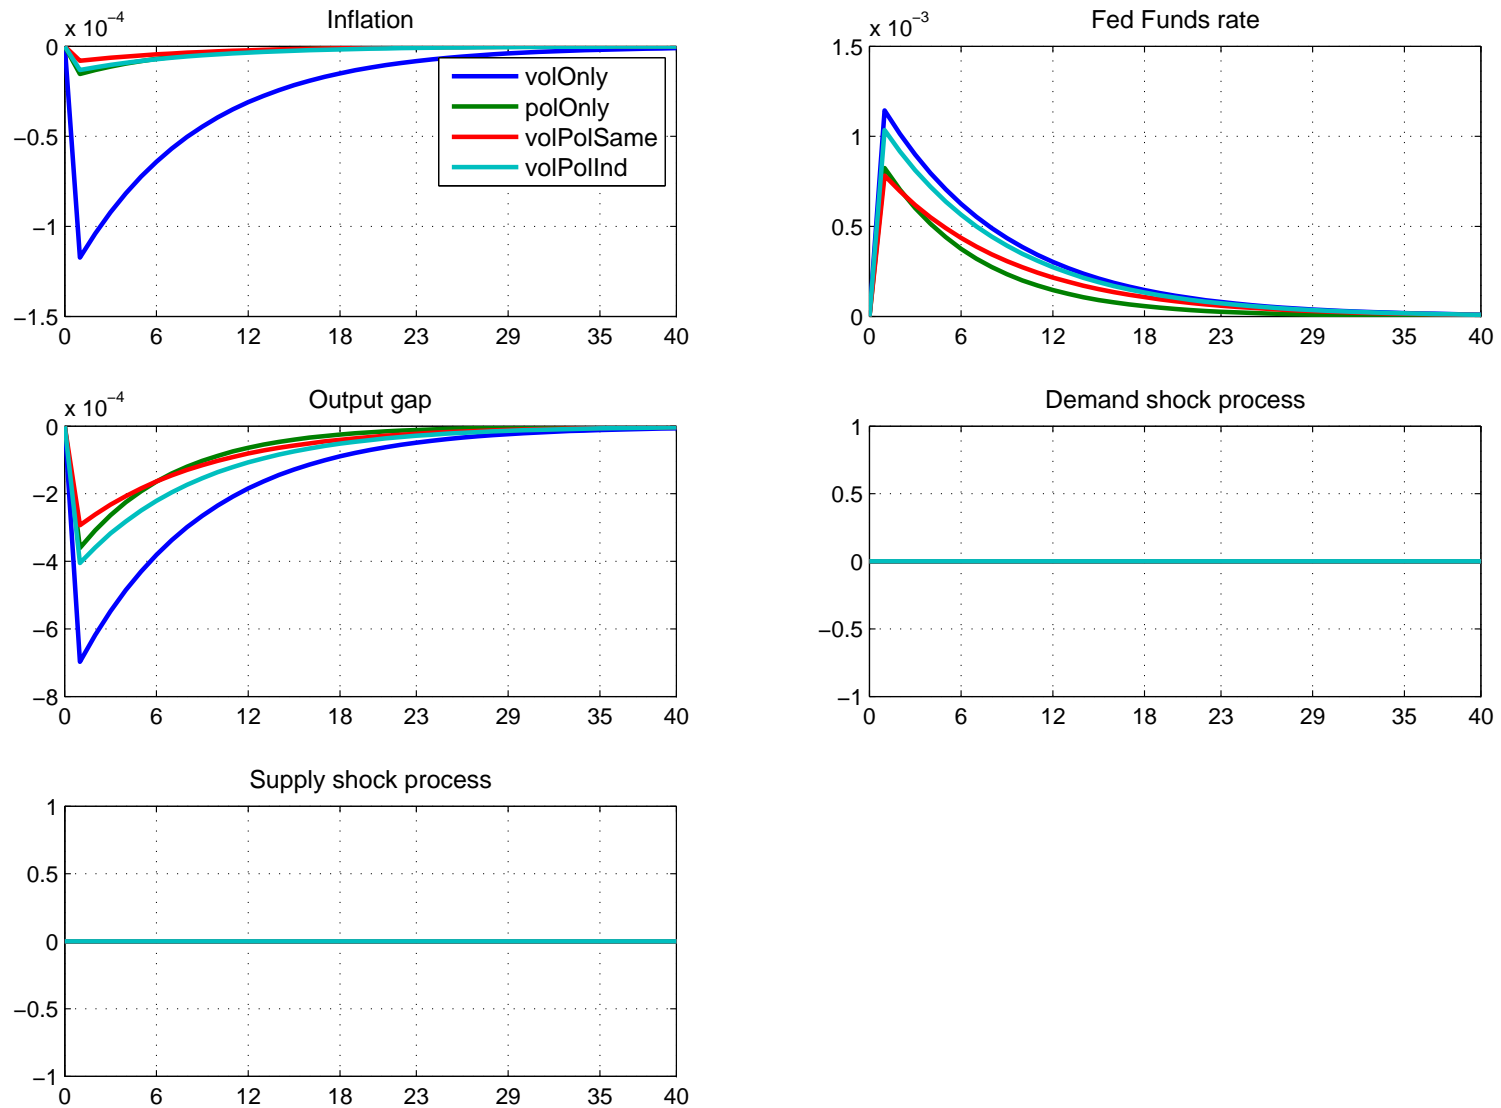 Inflation
x 10−4
0
−0.5
−1
−1.5
0 6 12 18 23 29 35 40
volOnly
polOnly
volPolSame
volPolInd
Fed Funds rate
x 10−3
1.5
1
0.5
0
0 6 12 18 23 29 35 40
Output gap
x 10−4
0
−2
−4
−6
−8
0 6 12 18 23 29 35 40
Demand shock process
1
0.5
0
−0.5
−1
0 6 12 18 23 29 35 40
Supply shock process
1
0.5
0
−0.5
−1
0 6 12 18 23 29 35 40